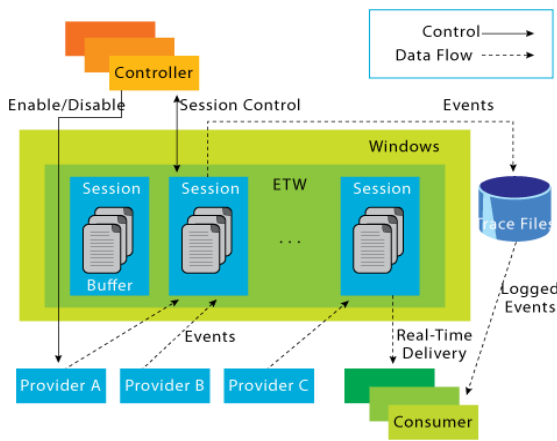 Control
Data Flow
Controller
Enable/Disable
Session Control
Events
Windows
ETW
Session
Session
Session
. . .
Buffer
Trace Files
Logged
Events
Events
Real-Time
Delivery
Provider A
Provider B
Provider C
Consumer